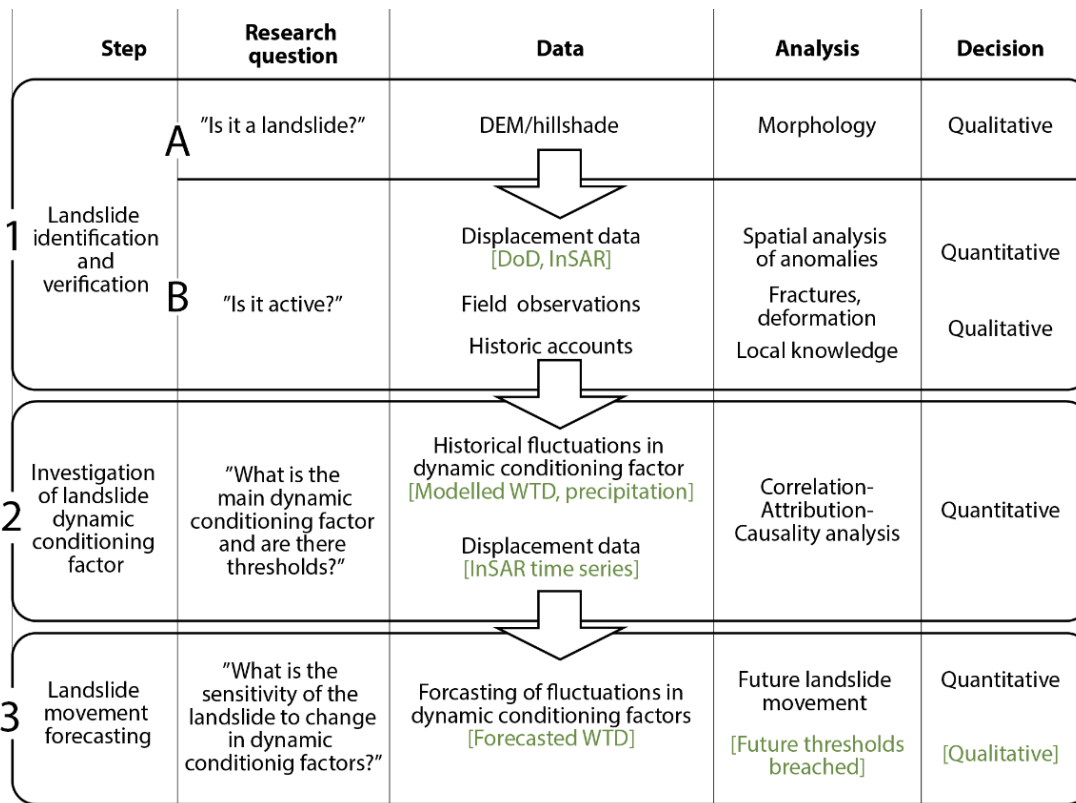 Step
Research
question
Data
Analysis
Decision
1
Landslide
identification
and
verification
A
"Is it a landslide?"
DEM/hillshade
Morphology
Qualitative
B
"Is it active?"
Displacement data
[DoD, InSAR]
Field observations
Historic accounts
Spatial analysis
of anomalies
Fractures,
deformation
Local knowledge
Quantitative
Qualitative
2
Investigation
of landslide
dynamic
conditioning
factor
"What is the
main dynamic
conditioning factor
and are there
thresholds?"
Historical fluctuations in
dynamic conditioning factor
[Modelled WTD, precipitation]
Displacement data
[InSAR time series]
Correlation-
Attribution-
Causality analysis
Quantitative
3
Landslide
movement
forecasting
"What is the
sensitivity of the
landslide to change
in dynamic
conditionig factors?"
Forcasting of fluctuations in
dynamic conditioning factors
[Forecasted WTD]
Future landslide
movement
[Future thresholds
breached]
Quantitative
[Qualitative]